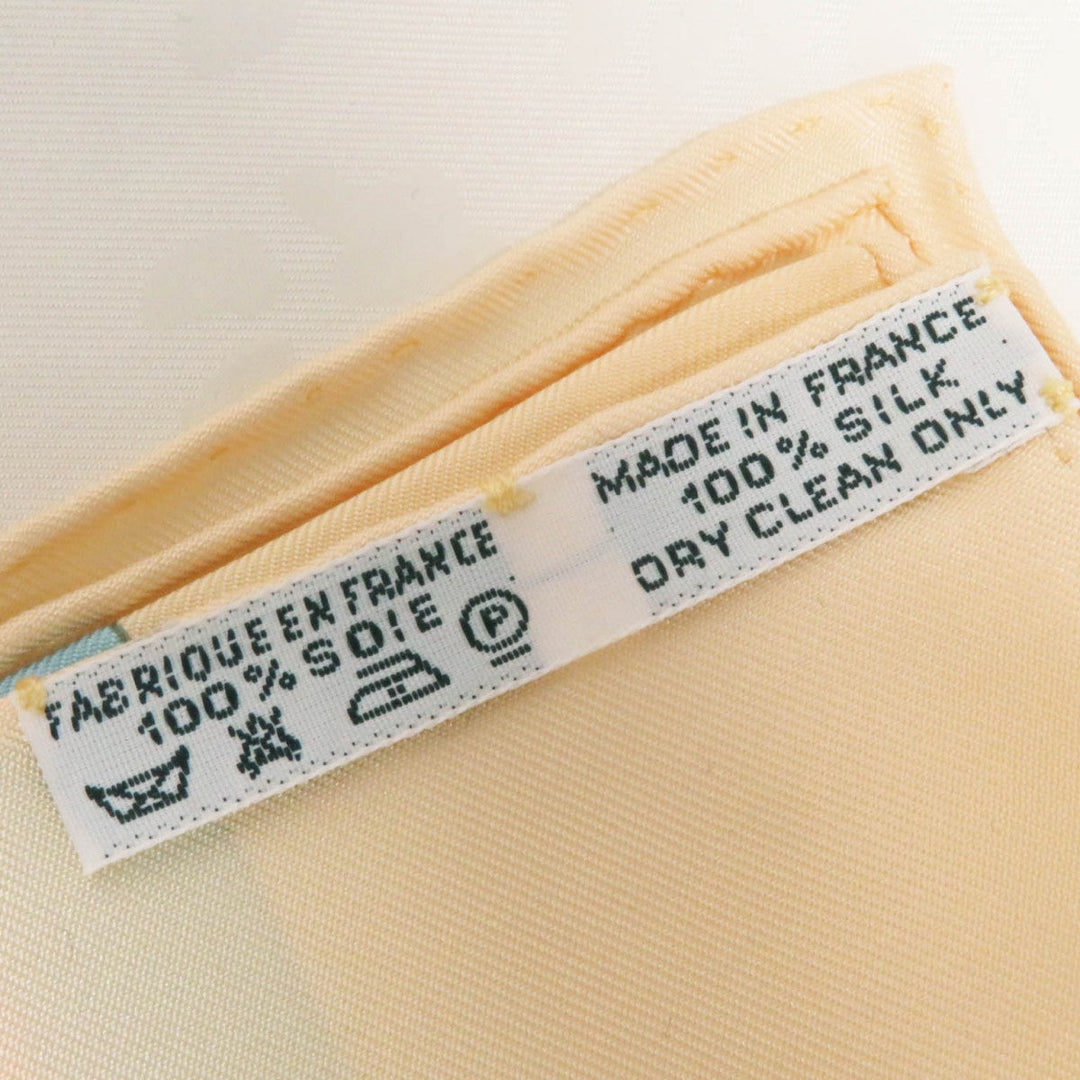 FABRIQUE EN FRANCE
100% SOIE
P
MADE IN FRANCE
100% SILK
DRY CLEAN ONLY